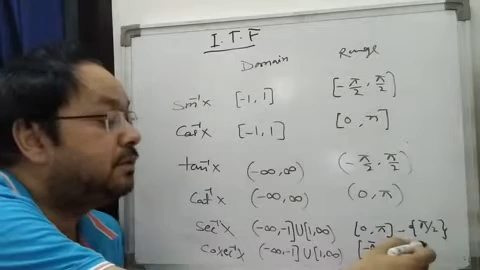 I.T.F
Domain Range
sin⁻¹x [-1,1] [-π/2, π/2]
Cos⁻¹x [-1,1] [0, π]
tan⁻¹x (-∞,∞) (-π/2, π/2)
Cot⁻¹x (-∞,∞) (0,π)
sec⁻¹x (-∞,-1]U[1,∞) [0,π] - {π/2}
Cosec⁻¹x (-∞,-1]U[1,∞) [-π